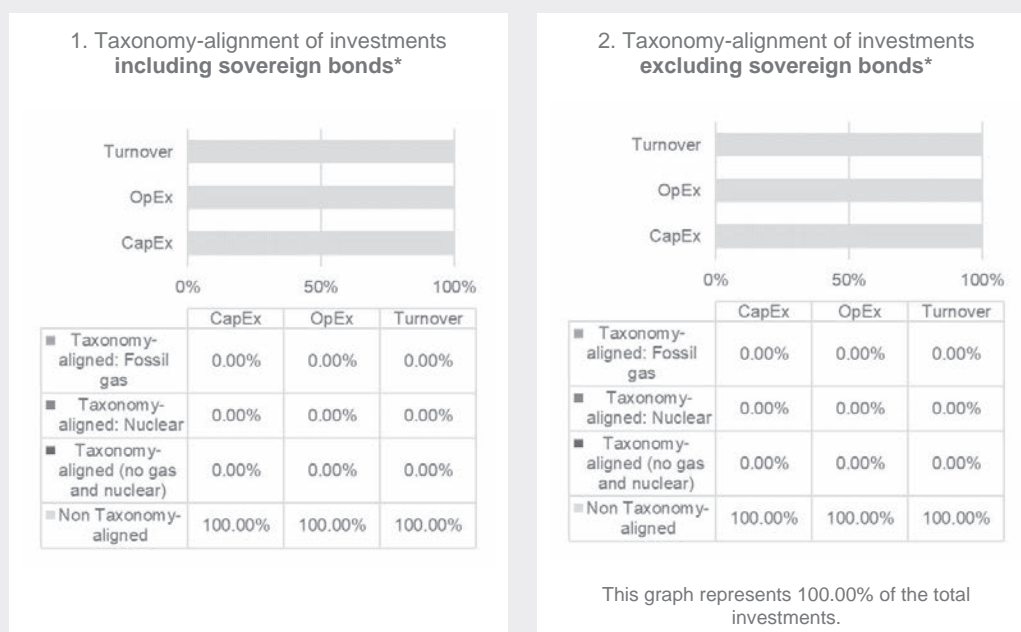 1. Taxonomy-alignment of investments
including sovereign bonds*
Turnover
OpEx
CapEx
0% 50% 100%
CapEx OpEx Turnover
Taxonomy-
aligned: Fossil
gas
0.00% 0.00% 0.00%
Taxonomy-
aligned: Nuclear
0.00% 0.00% 0.00%
Taxonomy-
aligned (no gas
and nuclear)
0.00% 0.00% 0.00%
Non Taxonomy-
aligned
100.00% 100.00% 100.00%
2. Taxonomy-alignment of investments
excluding sovereign bonds*
Turnover
OpEx
CapEx
0% 50% 100%
CapEx OpEx Turnover
Taxonomy-
aligned: Fossil
gas
0.00% 0.00% 0.00%
Taxonomy-
aligned: Nuclear
0.00% 0.00% 0.00%
Taxonomy-
aligned (no gas
and nuclear)
0.00% 0.00% 0.00%
Non Taxonomy-
aligned
100.00% 100.00% 100.00%
This graph represents 100.00% of the total
investments.